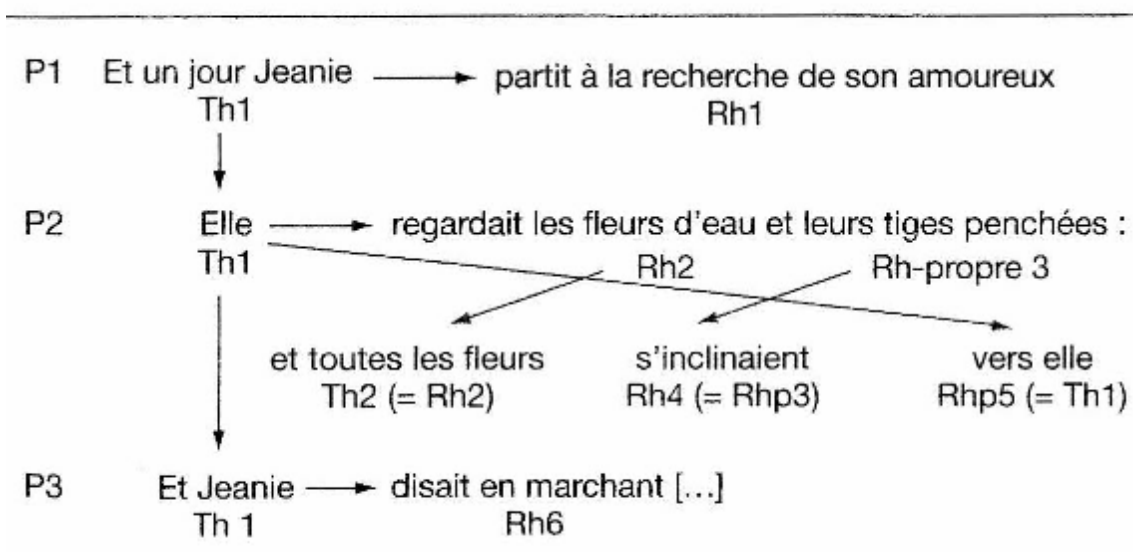 P1 Et un jour Jeanie partit à la recherche de son amoureux
Th1 Rh1
P2 Elle regardait les fleurs d'eau et leurs tiges penchées :
Th1 Rh2 Rh-propre 3
et toutes les fleurs s'inclinaient vers elle
Th2 (= Rh2) Rh4 (= Rhp3) Rhp5 (= Th1)
P3 Et Jeanie disait en marchant [...]
Th 1 Rh6